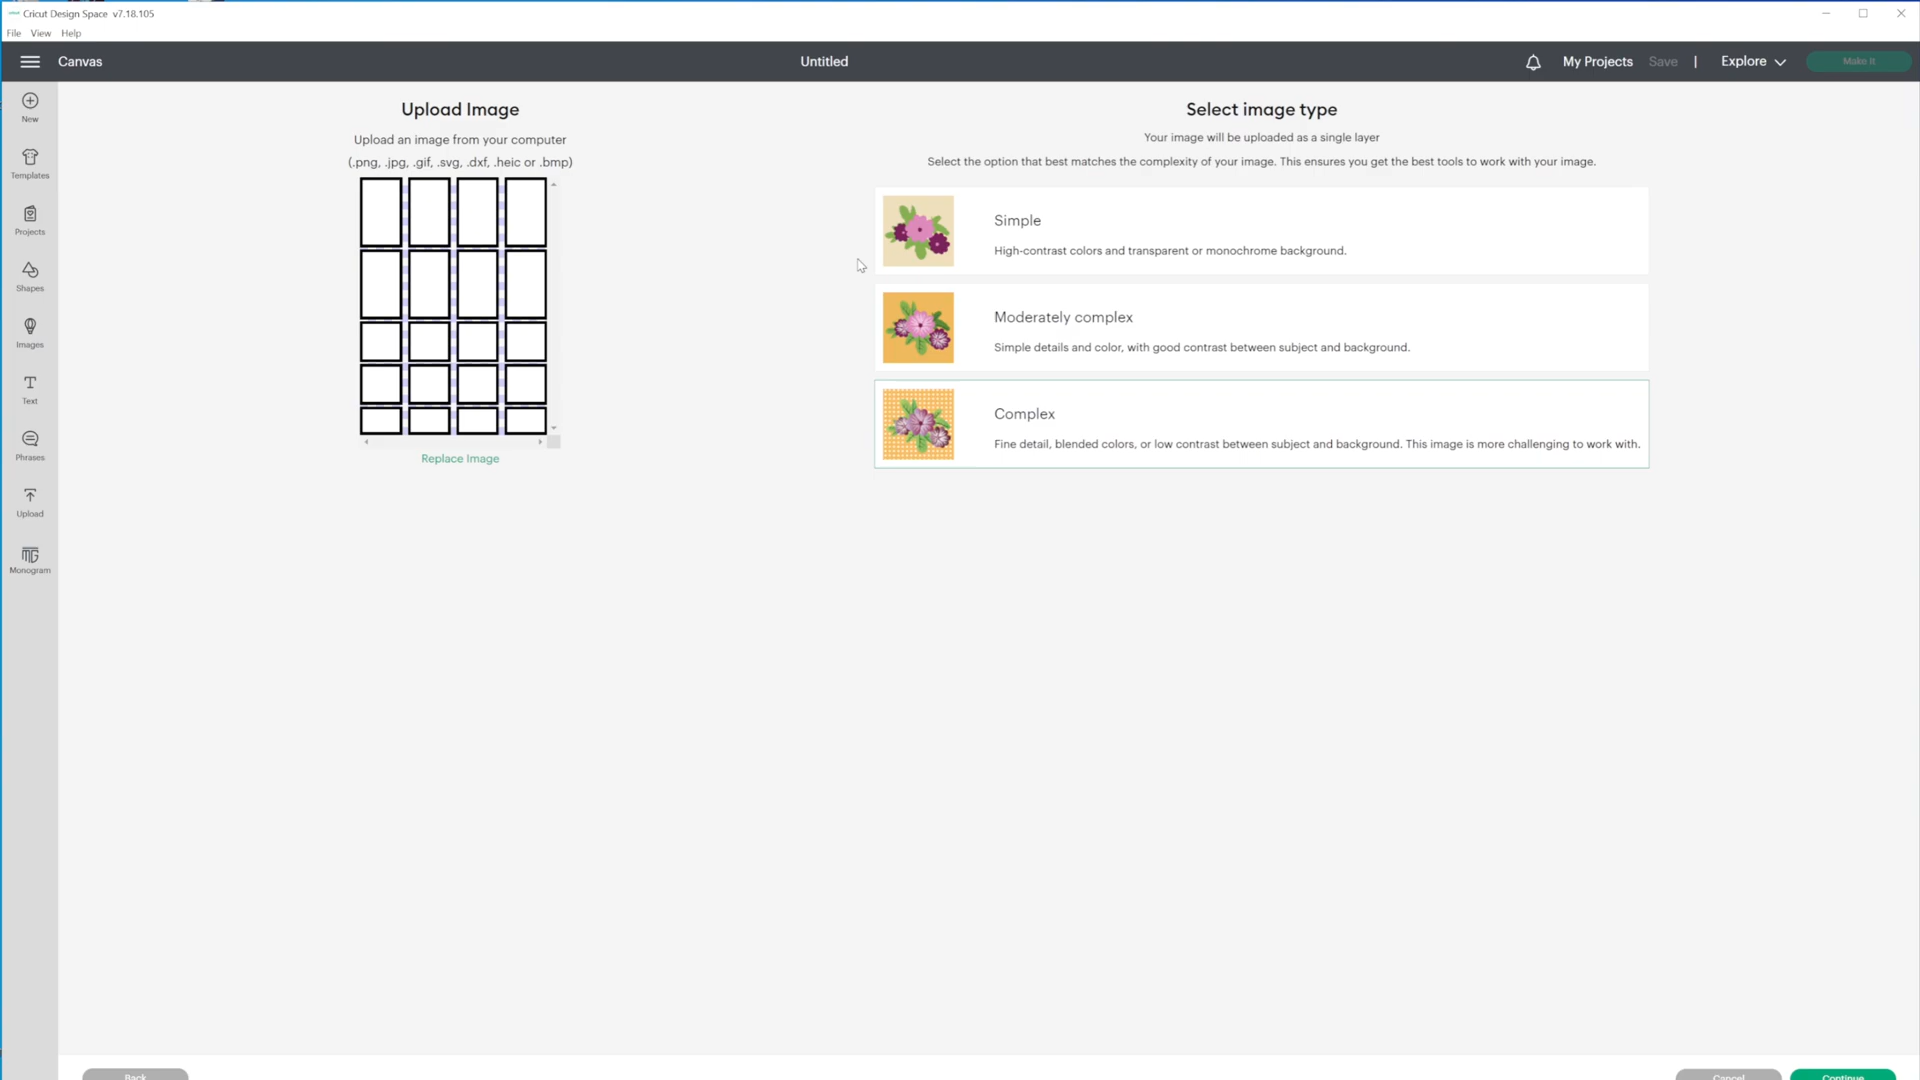 Cricut Design Space v7.18.105
File View Help
Canvas
Untitled
My Projects Save | Explore
Make It
New
Templates
Projects
Shapes
Images
Text
Phrases
Upload
Monogram
Upload Image
Upload an image from your computer
(.png, .jpg, .gif, .svg, .dxf, .heic or .bmp)
Replace Image
Select image type
Your image will be uploaded as a single layer
Select the option that best matches the complexity of your image. This ensures you get the best tools to work with your image.
Simple
High-contrast colors and transparent or monochrome background.
Moderately complex
Simple details and color, with good contrast between subject and background.
Complex
Fine detail, blended colors, or low contrast between subject and background. This image is more challenging to work with.
Back
Cancel
Continue